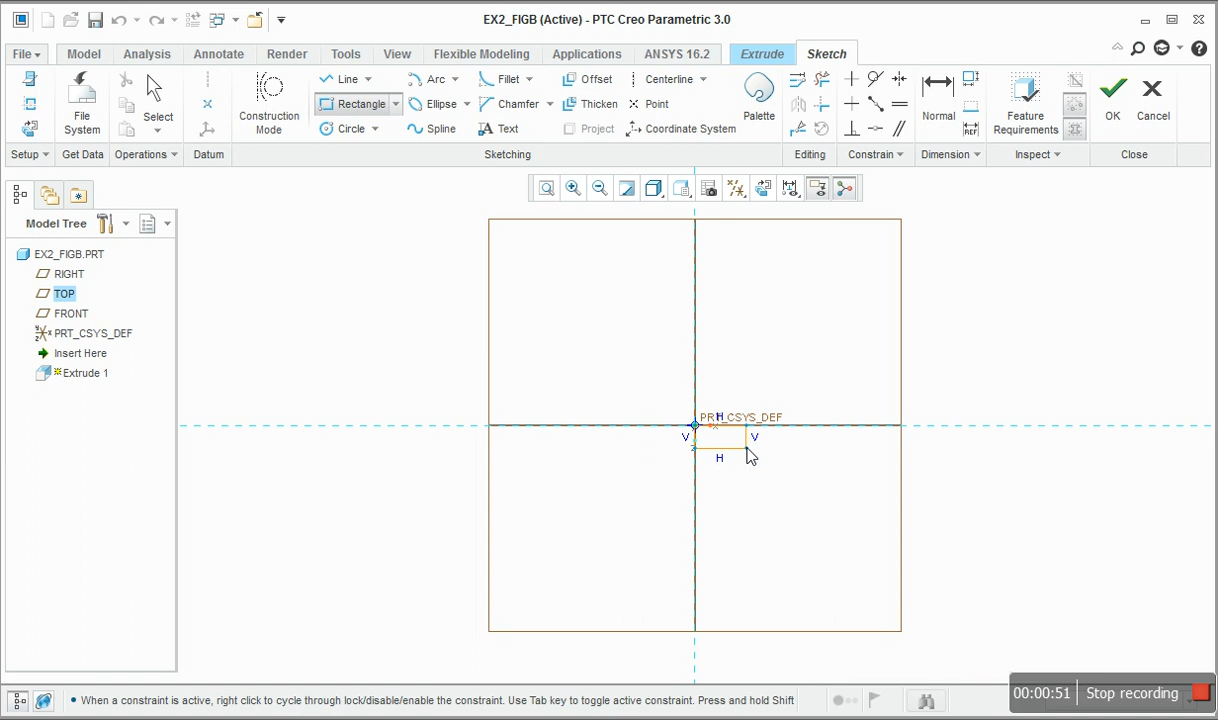 EX2_FIGB (Active) - PTC Creo Parametric 3.0
File Model Analysis Annotate Render Tools View Flexible Modeling Applications ANSYS 16.2 Extrude Sketch
Line Arc Fillet Offset Centerline
Rectangle Ellipse Chamfer Thicken Point
Circle Spline Text Project Coordinate System
File System
Select
Construction Mode
Palette
Normal
REF
Feature Requirements
OK
Cancel
Setup Get Data Operations Datum Sketching Editing Constrain Dimension Inspect Close
Model Tree
EX2_FIGB.PRT
RIGHT
TOP
FRONT
PRT_CSYS_DEF
Insert Here
Extrude 1
H
V
V
H
When a constraint is active, right click to cycle through lock/disable/enable the constraint. Use Tab key to toggle active constraint. Press and hold Shift
00:00:51 Stop recording